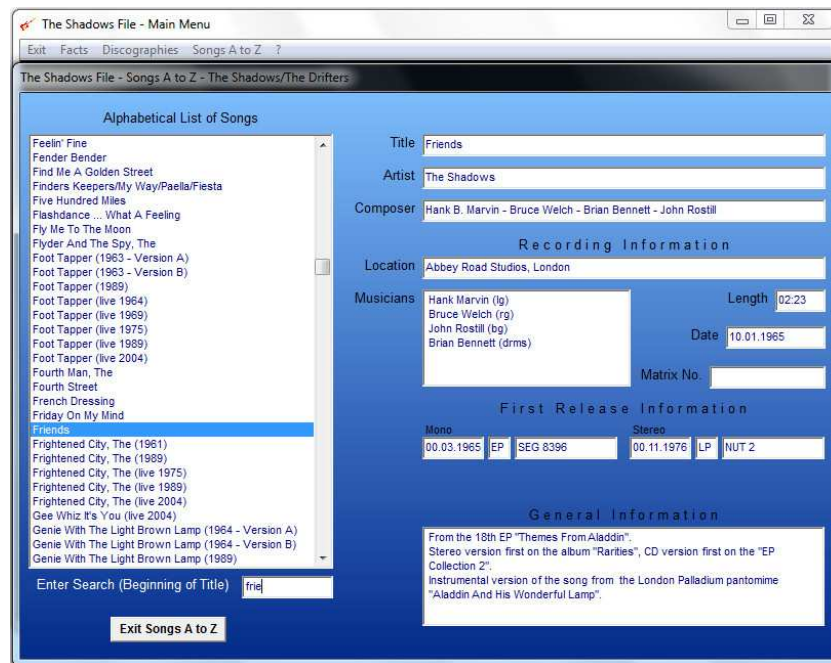 The Shadows File - Main Menu
Exit Facts Discographies Songs A to Z ?
The Shadows File - Songs A to Z - The Shadows/The Drifters
Alphabetical List of Songs
Feelin' Fine
Fender Bender
Find Me A Golden Street
Finders Keepers/My Way/Paella/Fiesta
Five Hundred Miles
Flashdance ... What A Feeling
Fly Me To The Moon
Flyder And The Spy, The
Foot Tapper (1963 - Version A)
Foot Tapper (1963 - Version B)
Foot Tapper (1989)
Foot Tapper (live 1964)
Foot Tapper (live 1969)
Foot Tapper (live 1975)
Foot Tapper (live 1989)
Foot Tapper (live 2004)
Fourth Man, The
Fourth Street
French Dressing
Friday On My Mind
Friends
Frightened City, The (1961)
Frightened City, The (1989)
Frightened City, The (live 1975)
Frightened City, The (live 1989)
Frightened City, The (live 2004)
Gee Whiz It's You (live 2004)
Genie With The Light Brown Lamp (1964 - Version A)
Genie With The Light Brown Lamp (1964 - Version B)
Genie With The Light Brown Lamp (1989)
Enter Search (Beginning of Title) frie
Exit Songs A to Z
Title Friends
Artist The Shadows
Composer Hank B. Marvin - Bruce Welch - Brian Bennett - John Rostill
Recording Information
Location Abbey Road Studios, London
Musicians Hank Marvin (lg)
Bruce Welch (rg)
John Rostill (bg)
Brian Bennett (drms)
Length 02:23
Date 10.01.1965
Matrix No.
First Release Information
Mono Stereo
00.03.1965 EP SEG 8396 00.11.1976 LP NUT 2
General Information
From the 18th EP "Themes From Aladdin".
Stereo version first on the album "Rarities", CD version first on the "EP
Collection 2".
Instrumental version of the song from the London Palladium pantomime
"Aladdin And His Wonderful Lamp".